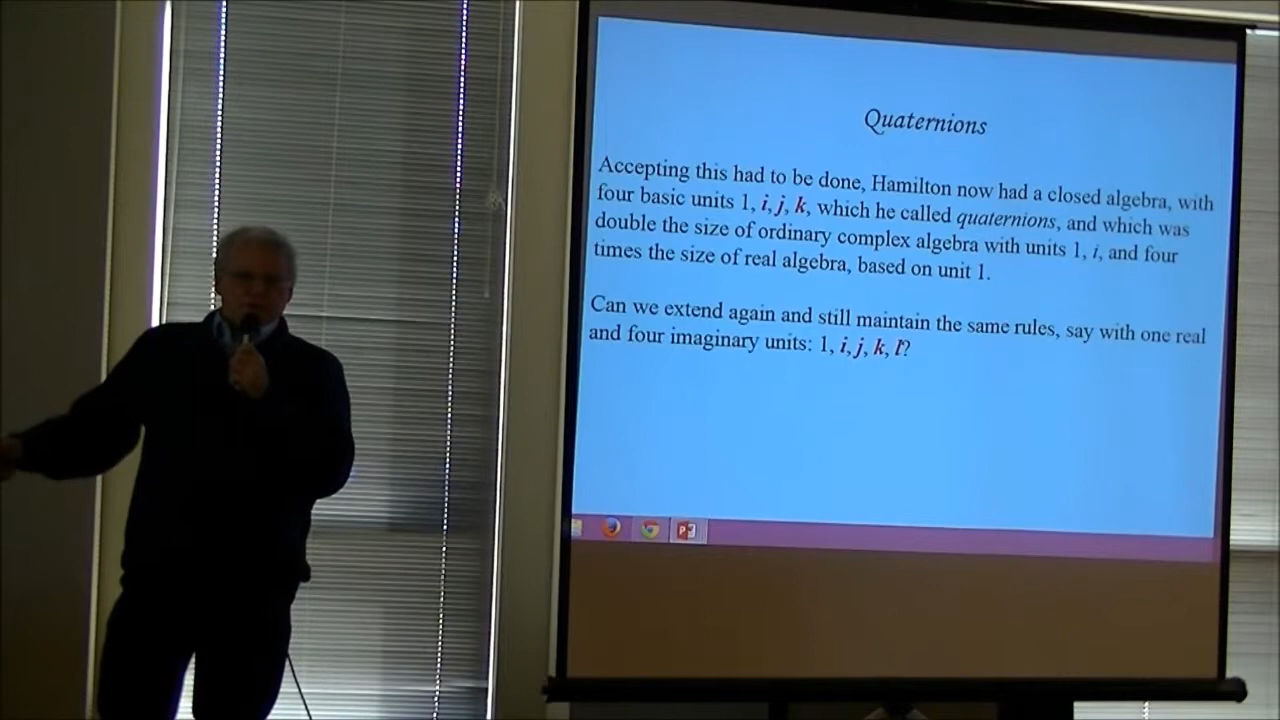 Quaternions
Accepting this had to be done, Hamilton now had a closed algebra, with
four basic units 1, i, j, k, which he called quaternions, and which was
double the size of ordinary complex algebra with units 1, i, and four
times the size of real algebra, based on unit 1.
Can we extend again and still maintain the same rules, say with one real
and four imaginary units: 1, i, j, k, l?